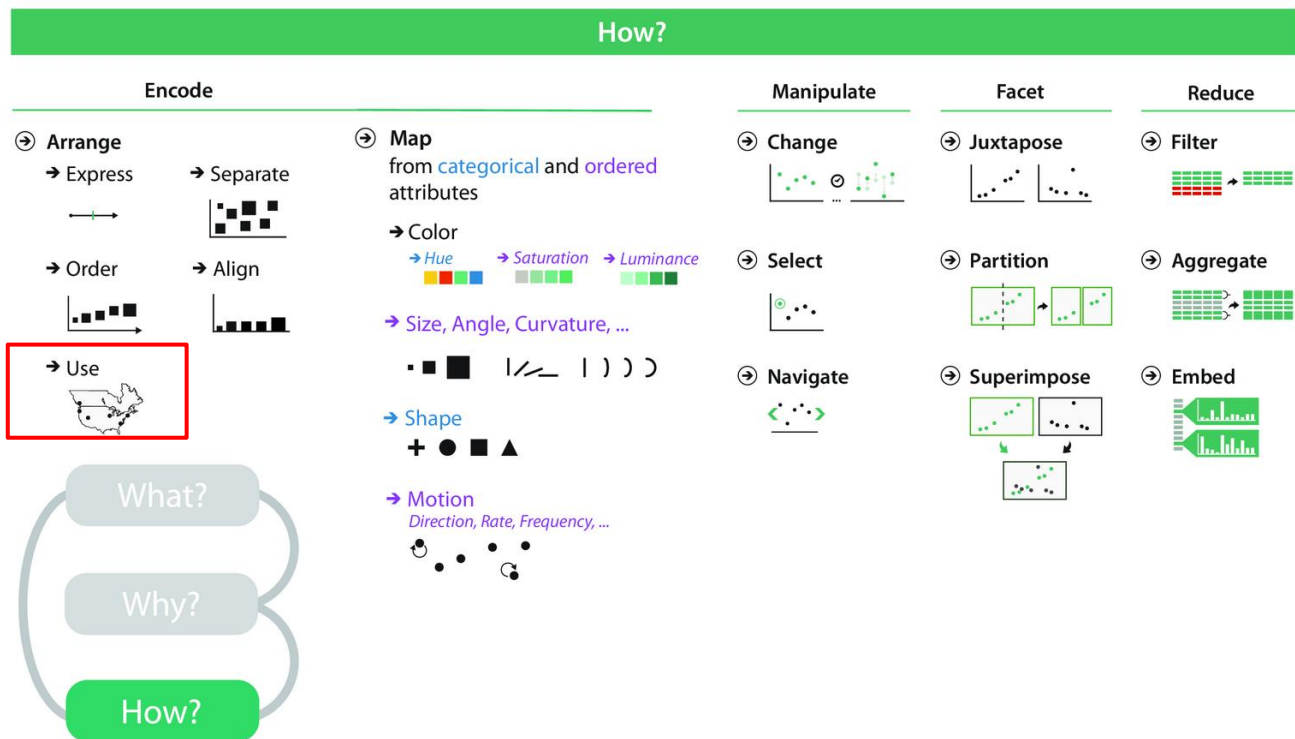 How?
Encode
Arrange
Express
Separate
Order
Align
Use
Map
from categorical and ordered
attributes
Color
Hue
Saturation
Luminance
Size, Angle, Curvature, ...
Shape
Motion
Direction, Rate, Frequency, ...
Manipulate
Change
...
Select
Navigate
Facet
Juxtapose
Partition
Superimpose
Reduce
Filter
Aggregate
Embed
What?
Why?
How?